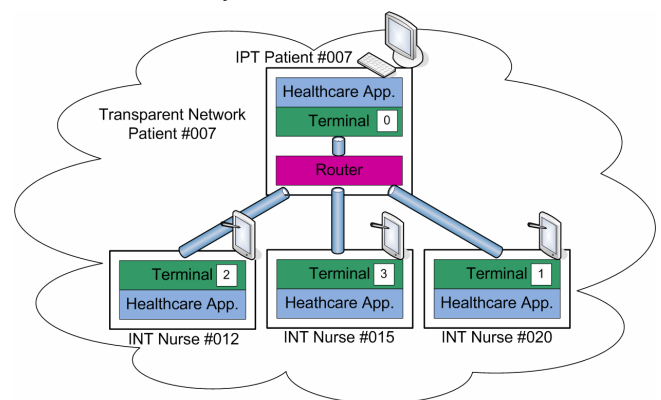 IPT Patient #007
Healthcare App.
Transparent Network
Patient #007
Terminal 0
Router
Terminal 2
Terminal 3
Terminal 1
Healthcare App.
Heathcare App.
Healthcare App.
INT Nurse #012
INT Nurse #015
INT Nurse #020